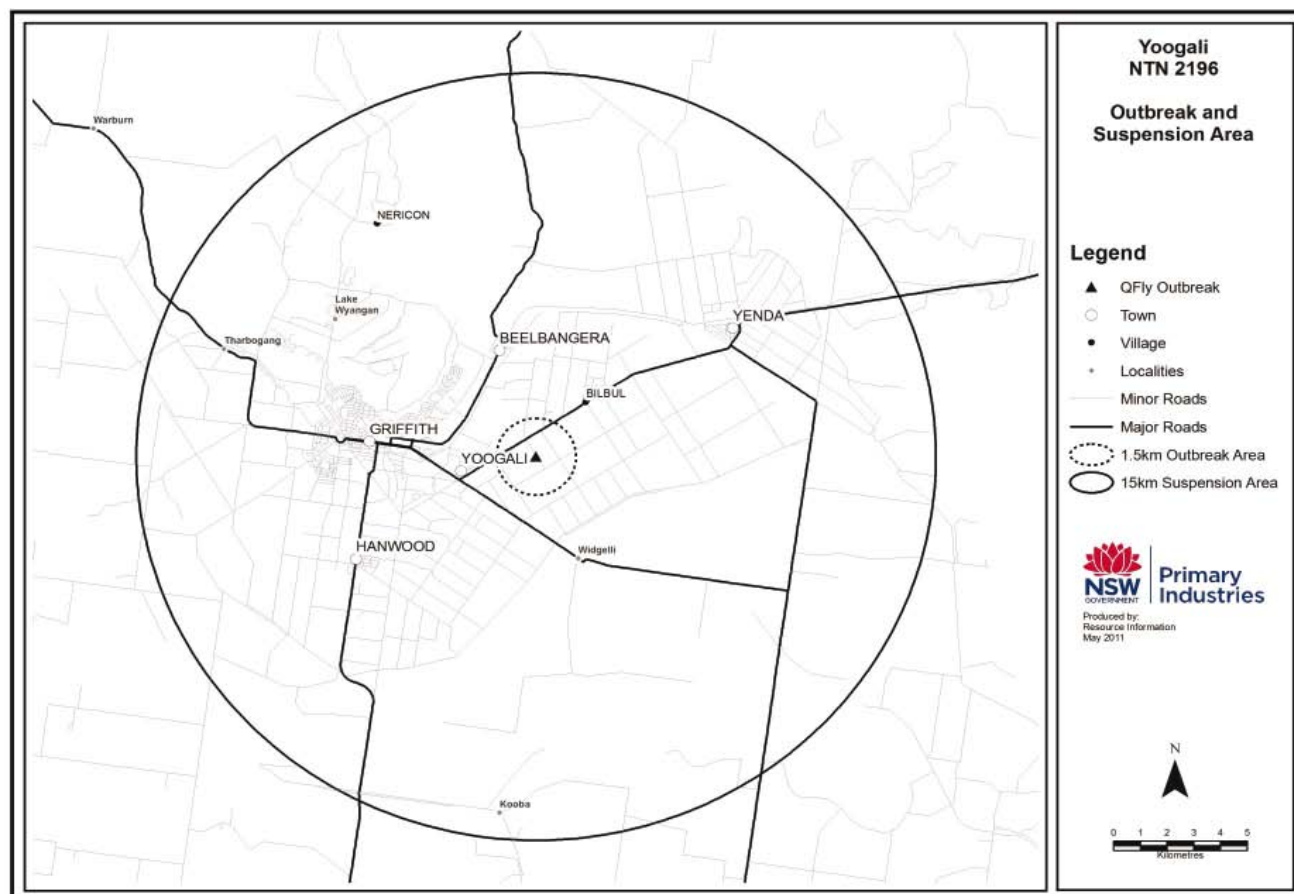 Warburn
NERICON
Lake
Wyangan
Tharbogang
BEELBANGERA
YENDA
BILBUL
GRIFFITH
YOOGALI
HANWOOD
Widgelli
Kooba
Yoogali
NTN 2196
Outbreak and
Suspension Area
Legend
QFly Outbreak
Town
Village
Localities
Minor Roads
Major Roads
1.5km Outbreak Area
15km Suspension Area
NSW
GOVERNMENT
Primary
Industries
Produced by:
Resource Information
May 2011
N
0 1 2 3 4 5
Kilometres